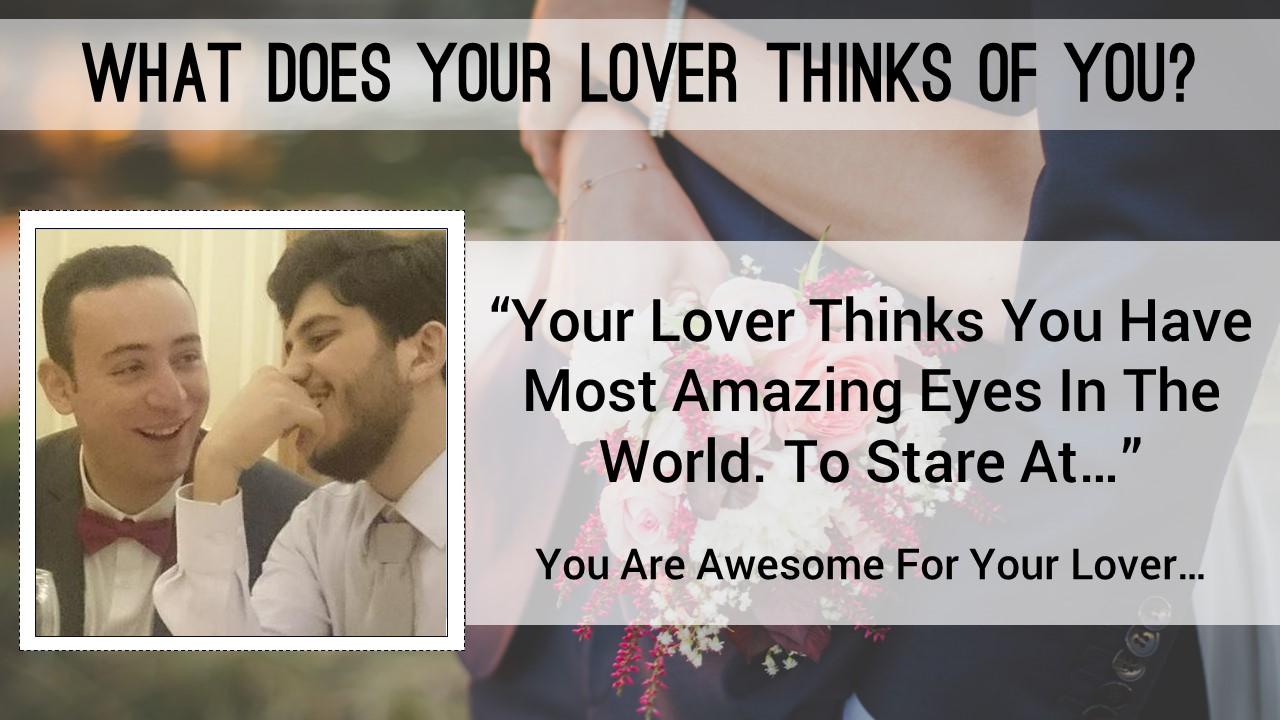 WHAT DOES YOUR LOVER THINKS OF YOU?
“Your Lover Thinks You Have
Most Amazing Eyes In The
World. To Stare At...”
You Are Awesome For Your Lover...